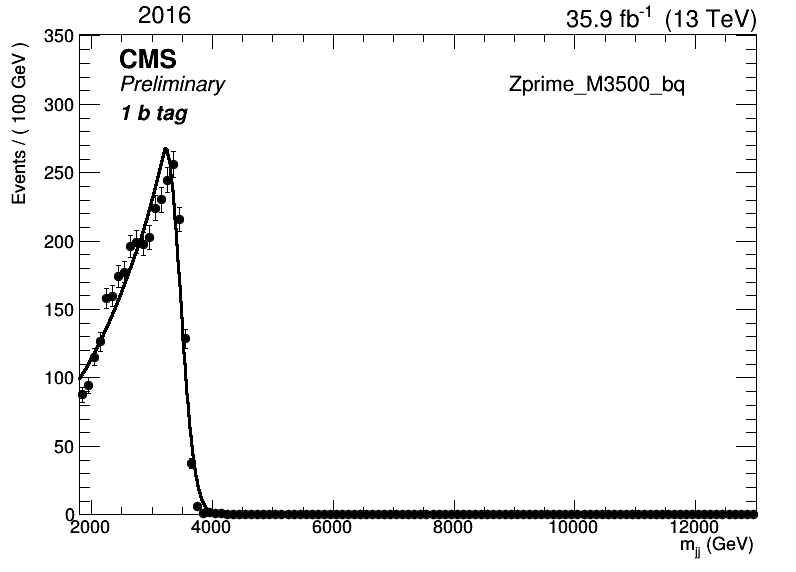 2016
35.9 fb⁻¹ (13 TeV)
CMS
Preliminary
1 b tag
Zprime_M3500_bq
Events / ( 100 GeV )
350
300
250
200
150
100
50
0
2000 4000 6000 8000 10000 12000
m_jj (GeV)